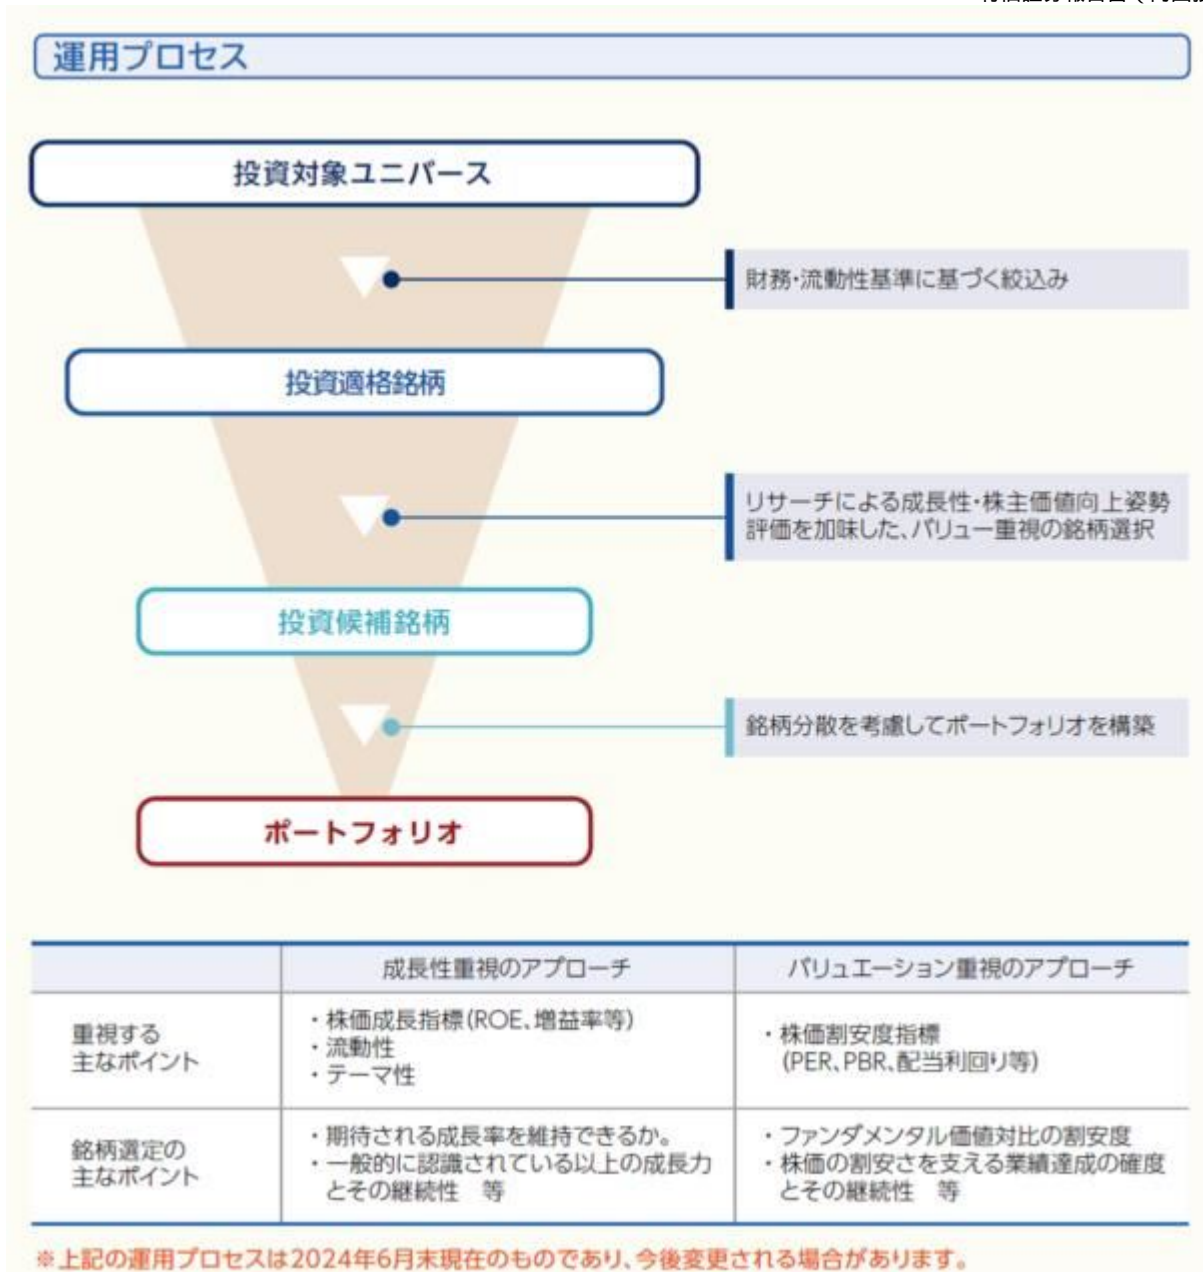 運用プロセス
投資対象ユニバース
財務・流動性基準に基づく絞込み
投資適格銘柄
リサーチによる成長性・株主価値向上姿勢
評価を加味した、バリュー重視の銘柄選択
投資候補銘柄
銘柄分散を考慮してポートフォリオを構築
ポートフォリオ
成長性重視のアプローチ
バリュエーション重視のアプローチ
重視する
主なポイント
・株価成長指標(ROE、増益率等)
・流動性
・テーマ性
・株価割安度指標
(PER、PBR、配当利回り等)
銘柄選定の
主なポイント
・期待される成長率を維持できるか。
・一般的に認識されている以上の成長力
とその継続性 等
・ファンダメンタル価値対比の割安度
・株価の割安さを支える業績達成の確度
とその継続性 等
※上記の運用プロセスは2024年6月末現在のものであり、今後変更される場合があります。